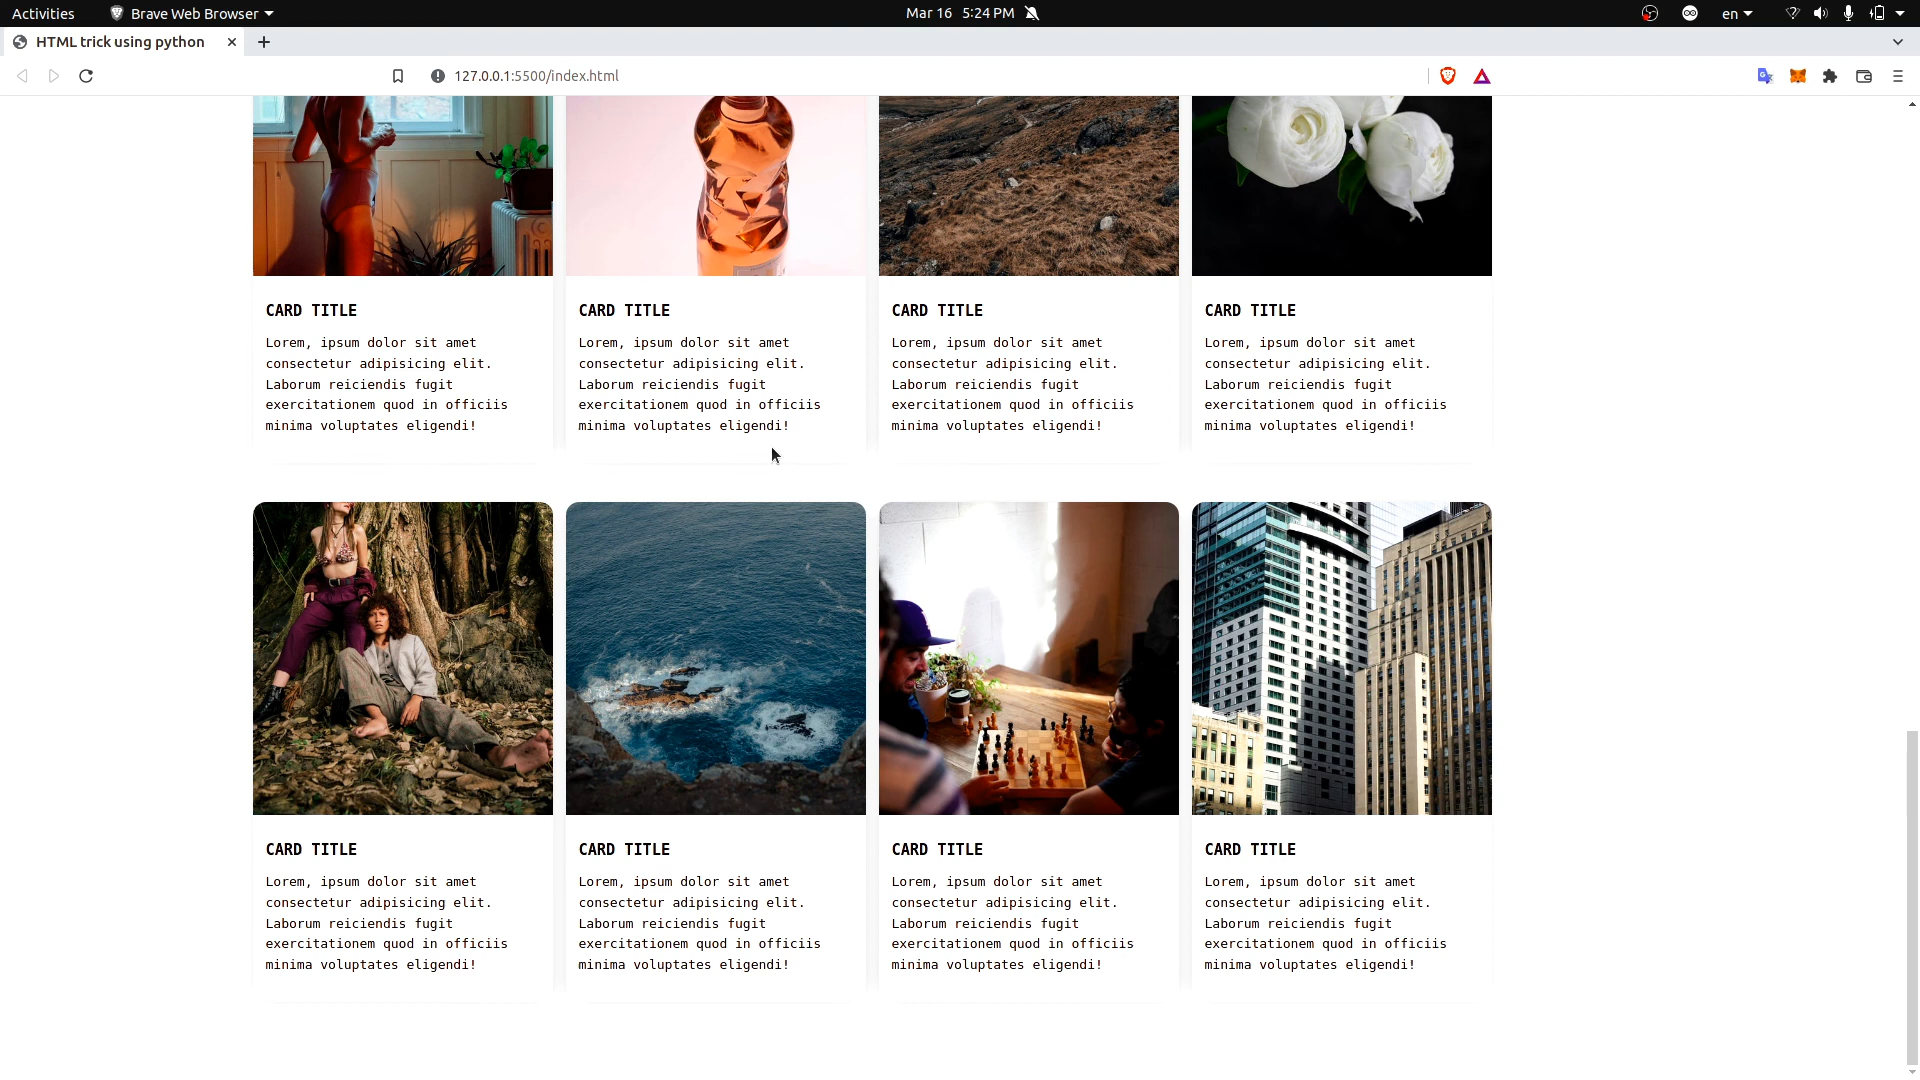 Activities
Brave Web Browser
Mar 16 5:24 PM
en
HTML trick using python
127.0.0.1:5500/index.html
CARD TITLE
Lorem, ipsum dolor sit amet
consectetur adipisicing elit.
Laborum reiciendis fugit
exercitationem quod in officiis
minima voluptates eligendi!
CARD TITLE
Lorem, ipsum dolor sit amet
consectetur adipisicing elit.
Laborum reiciendis fugit
exercitationem quod in officiis
minima voluptates eligendi!
CARD TITLE
Lorem, ipsum dolor sit amet
consectetur adipisicing elit.
Laborum reiciendis fugit
exercitationem quod in officiis
minima voluptates eligendi!
CARD TITLE
Lorem, ipsum dolor sit amet
consectetur adipisicing elit.
Laborum reiciendis fugit
exercitationem quod in officiis
minima voluptates eligendi!
CARD TITLE
Lorem, ipsum dolor sit amet
consectetur adipisicing elit.
Laborum reiciendis fugit
exercitationem quod in officiis
minima voluptates eligendi!
CARD TITLE
Lorem, ipsum dolor sit amet
consectetur adipisicing elit.
Laborum reiciendis fugit
exercitationem quod in officiis
minima voluptates eligendi!
CARD TITLE
Lorem, ipsum dolor sit amet
consectetur adipisicing elit.
Laborum reiciendis fugit
exercitationem quod in officiis
minima voluptates eligendi!
CARD TITLE
Lorem, ipsum dolor sit amet
consectetur adipisicing elit.
Laborum reiciendis fugit
exercitationem quod in officiis
minima voluptates eligendi!